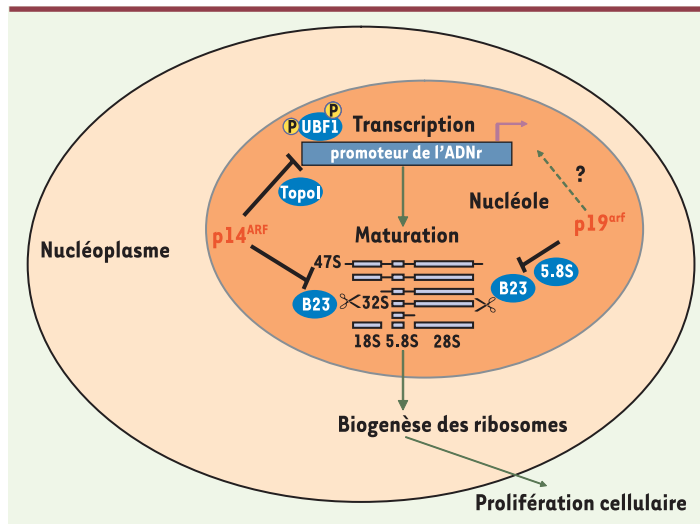 P
P
UBF1
Transcription
promoteur de l'ADNr
TopoI
?
Nucléole
p14ARF
p19arf
Nucléoplasme
Maturation
47S
5.8S
B23
32S
B23
18S 5.8S 28S
Biogenèse des ribosomes
Prolifération cellulaire